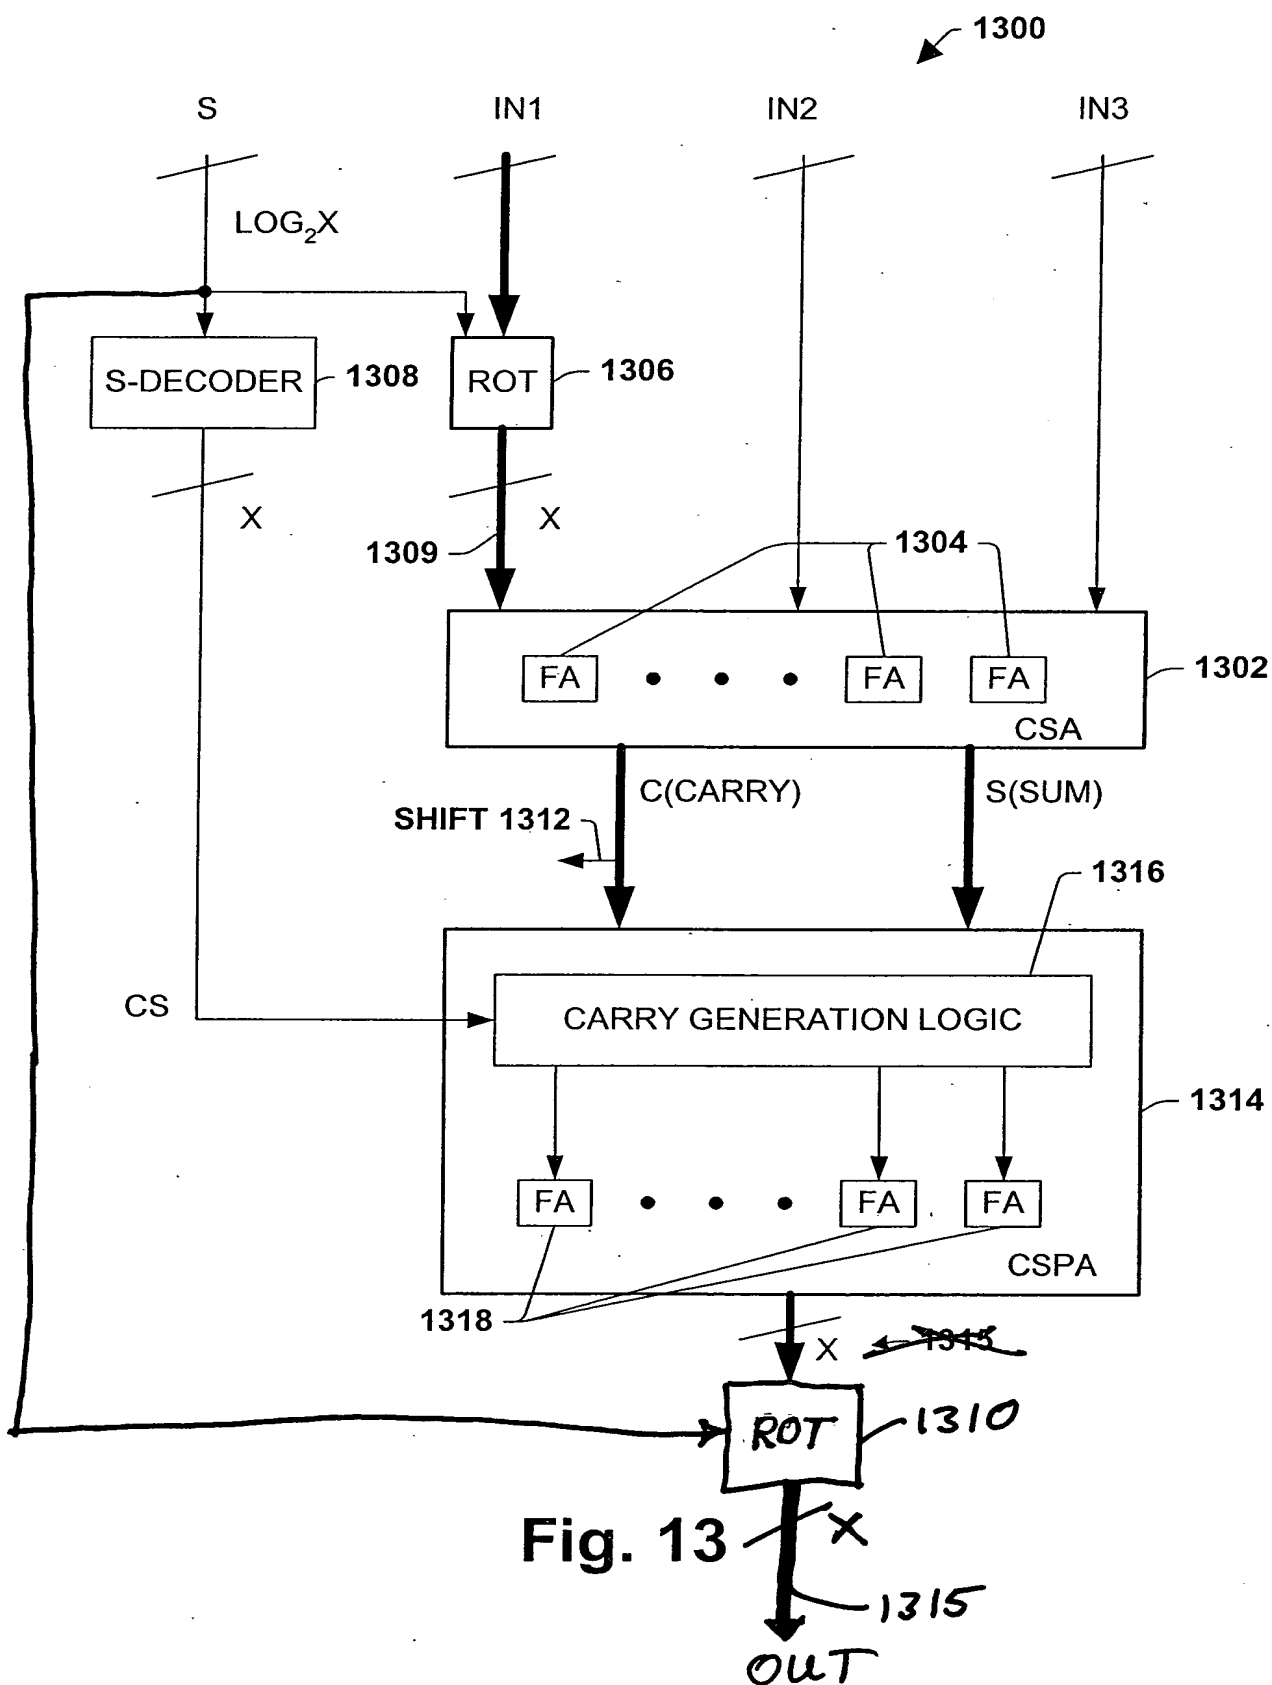 1300
S IN1 IN2 IN3
LOG2X
S-DECODER 1308 ROT 1306
X X
1309 1304
FA FA FA 1302
CSA
C(CARRY) S(SUM)
SHIFT 1312
1316
CS CARRY GENERATION LOGIC
1314
FA FA FA
CSPA
1318
X 1315
ROT 1310
Fig. 13 X
1315
OUT